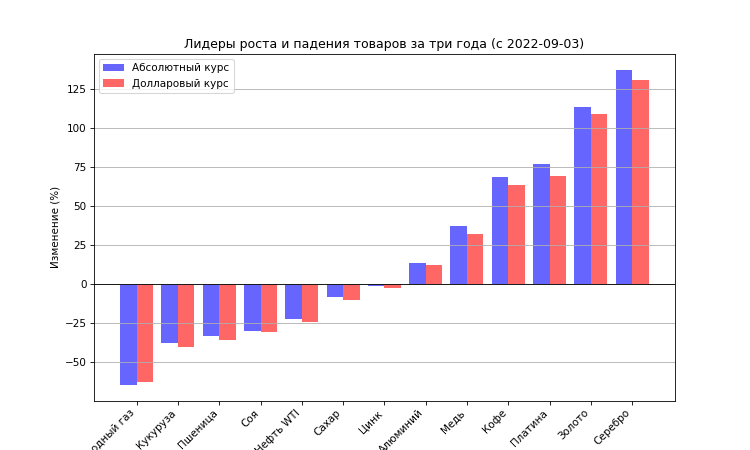 Лидеры роста и падения товаров за три года (с 2022-09-03)
Абсолютный курс
Долларовый курс
Изменение (%)
125
100
75
50
25
0
−25
−50
одный газ
Кукуруза
Пшеница
Соя
Нефть WTI
Сахар
Цинк
Алюминий
Медь
Кофе
Платина
Золото
Серебро